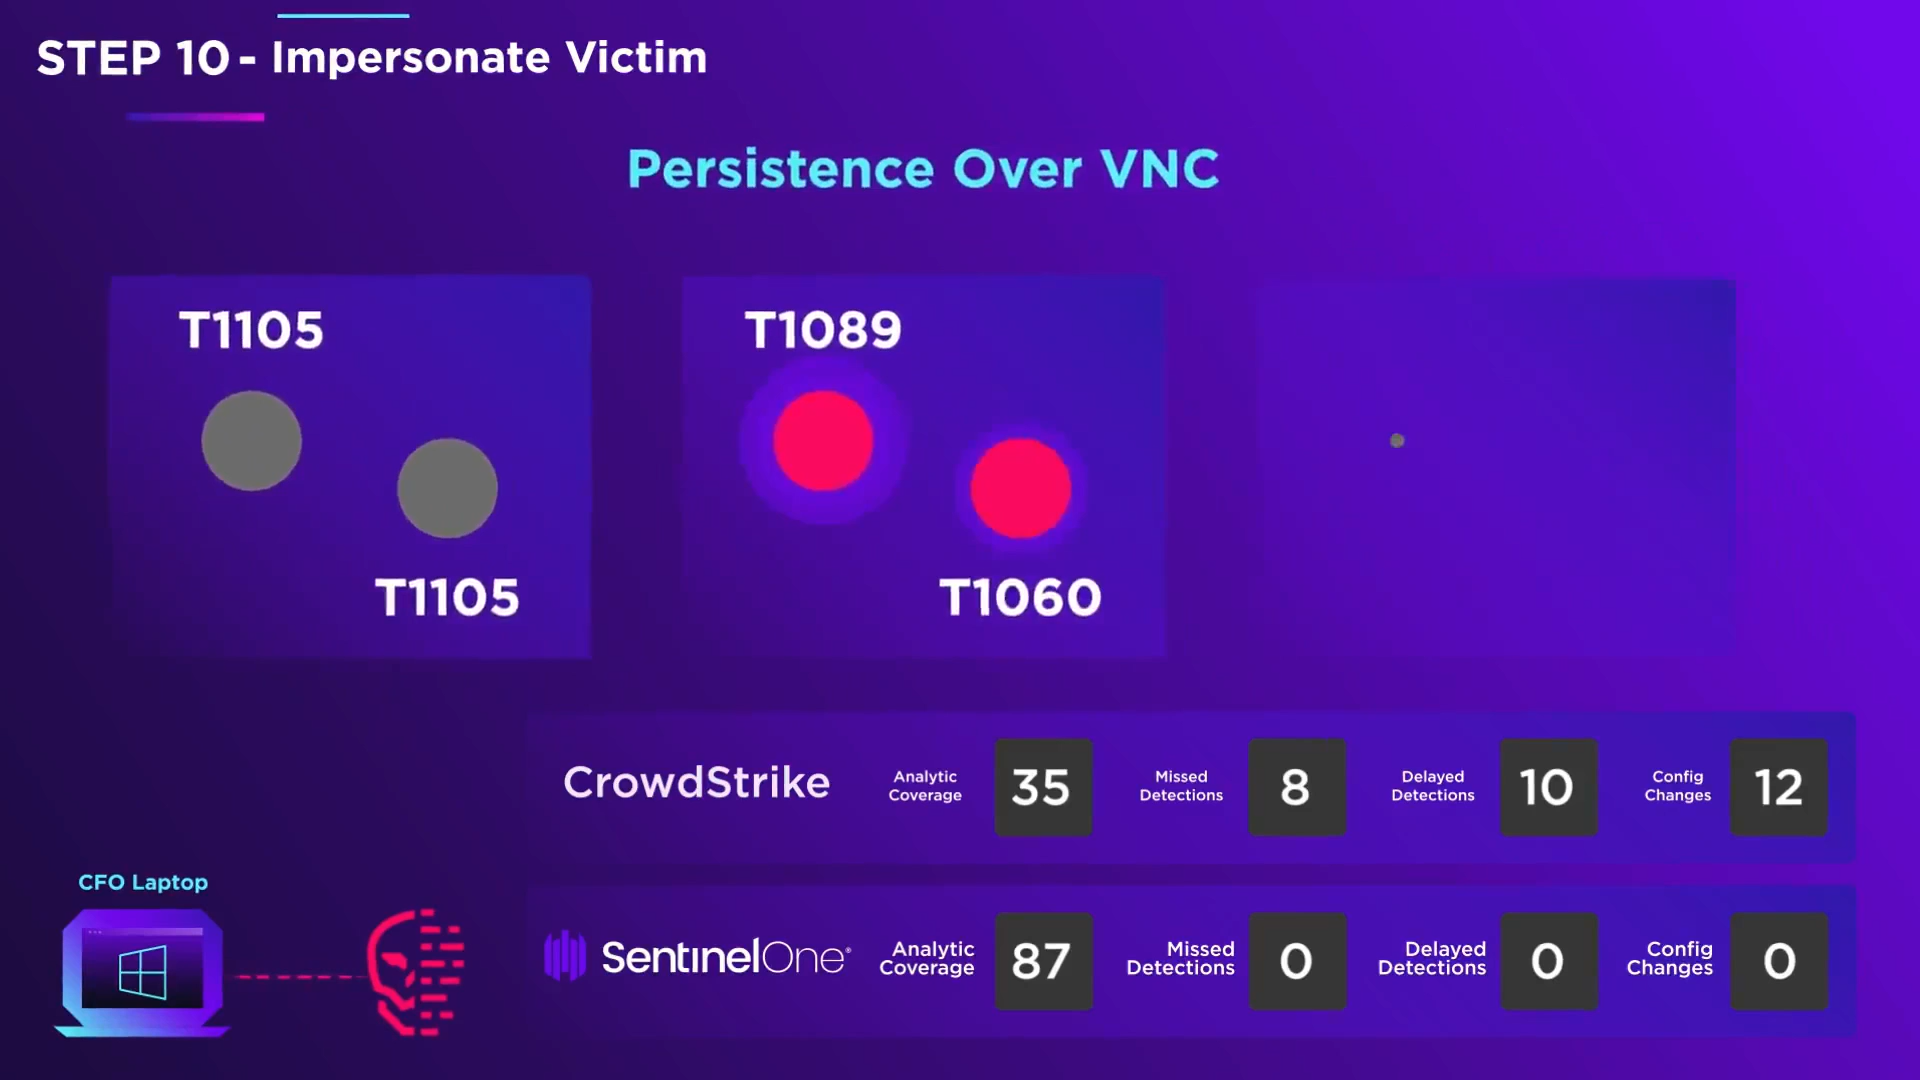 STEP 10 - Impersonate Victim
Persistence Over VNC
T1105
T1105
T1089
T1060
CrowdStrike
Analytic
Coverage
35
Missed
Detections
8
Delayed
Detections
10
Config
Changes
12
CFO Laptop
SentinelOne®
Analytic
Coverage
87
Missed
Detections
0
Delayed
Detections
0
Config
Changes
0